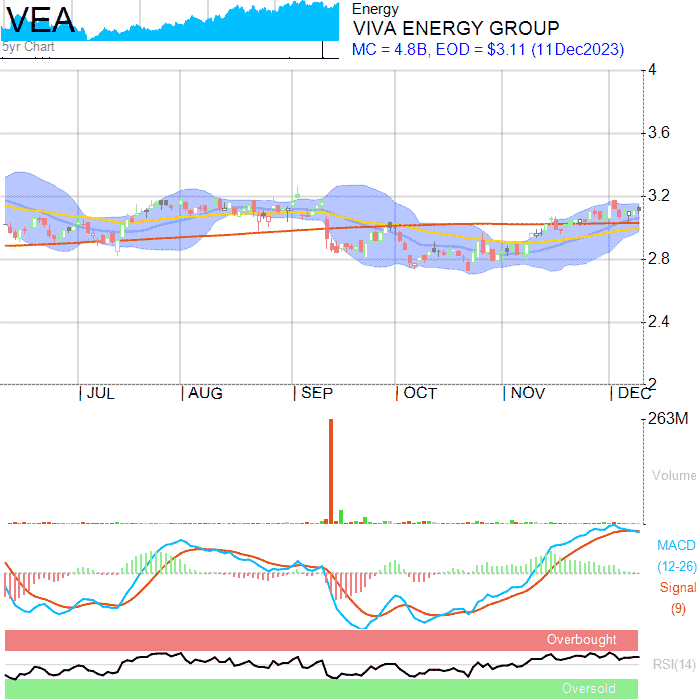 VEA
5yr Chart
Energy
VIVA ENERGY GROUP
MC = 4.8B, EOD = $3.11 (11Dec2023)
4
3.6
3.2
2.8
2.4
2
JUL
AUG
SEP
OCT
NOV
DEC
263M
Volume
MACD
(12-26)
Signal
(9)
Overbought
RSI(14)
Oversold